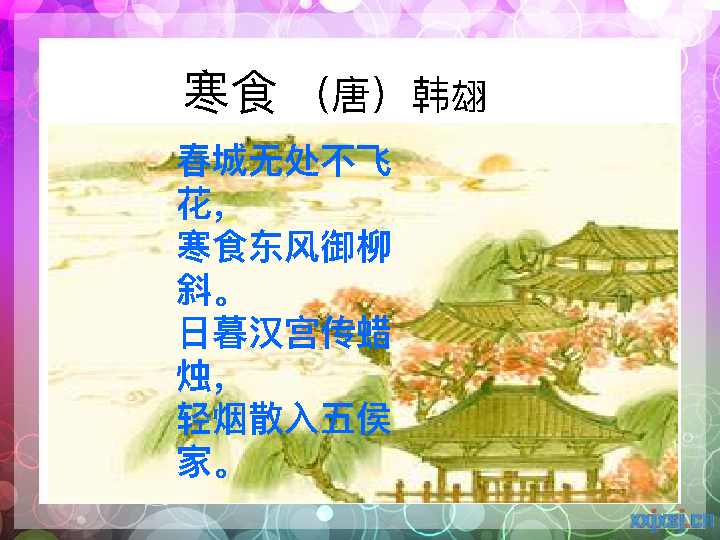 寒食 （唐）韩翃
春城无处不飞
花，
寒食东风御柳
斜。
日暮汉宫传蜡
烛，
轻烟散入五侯
家。
xxjxsj.cn